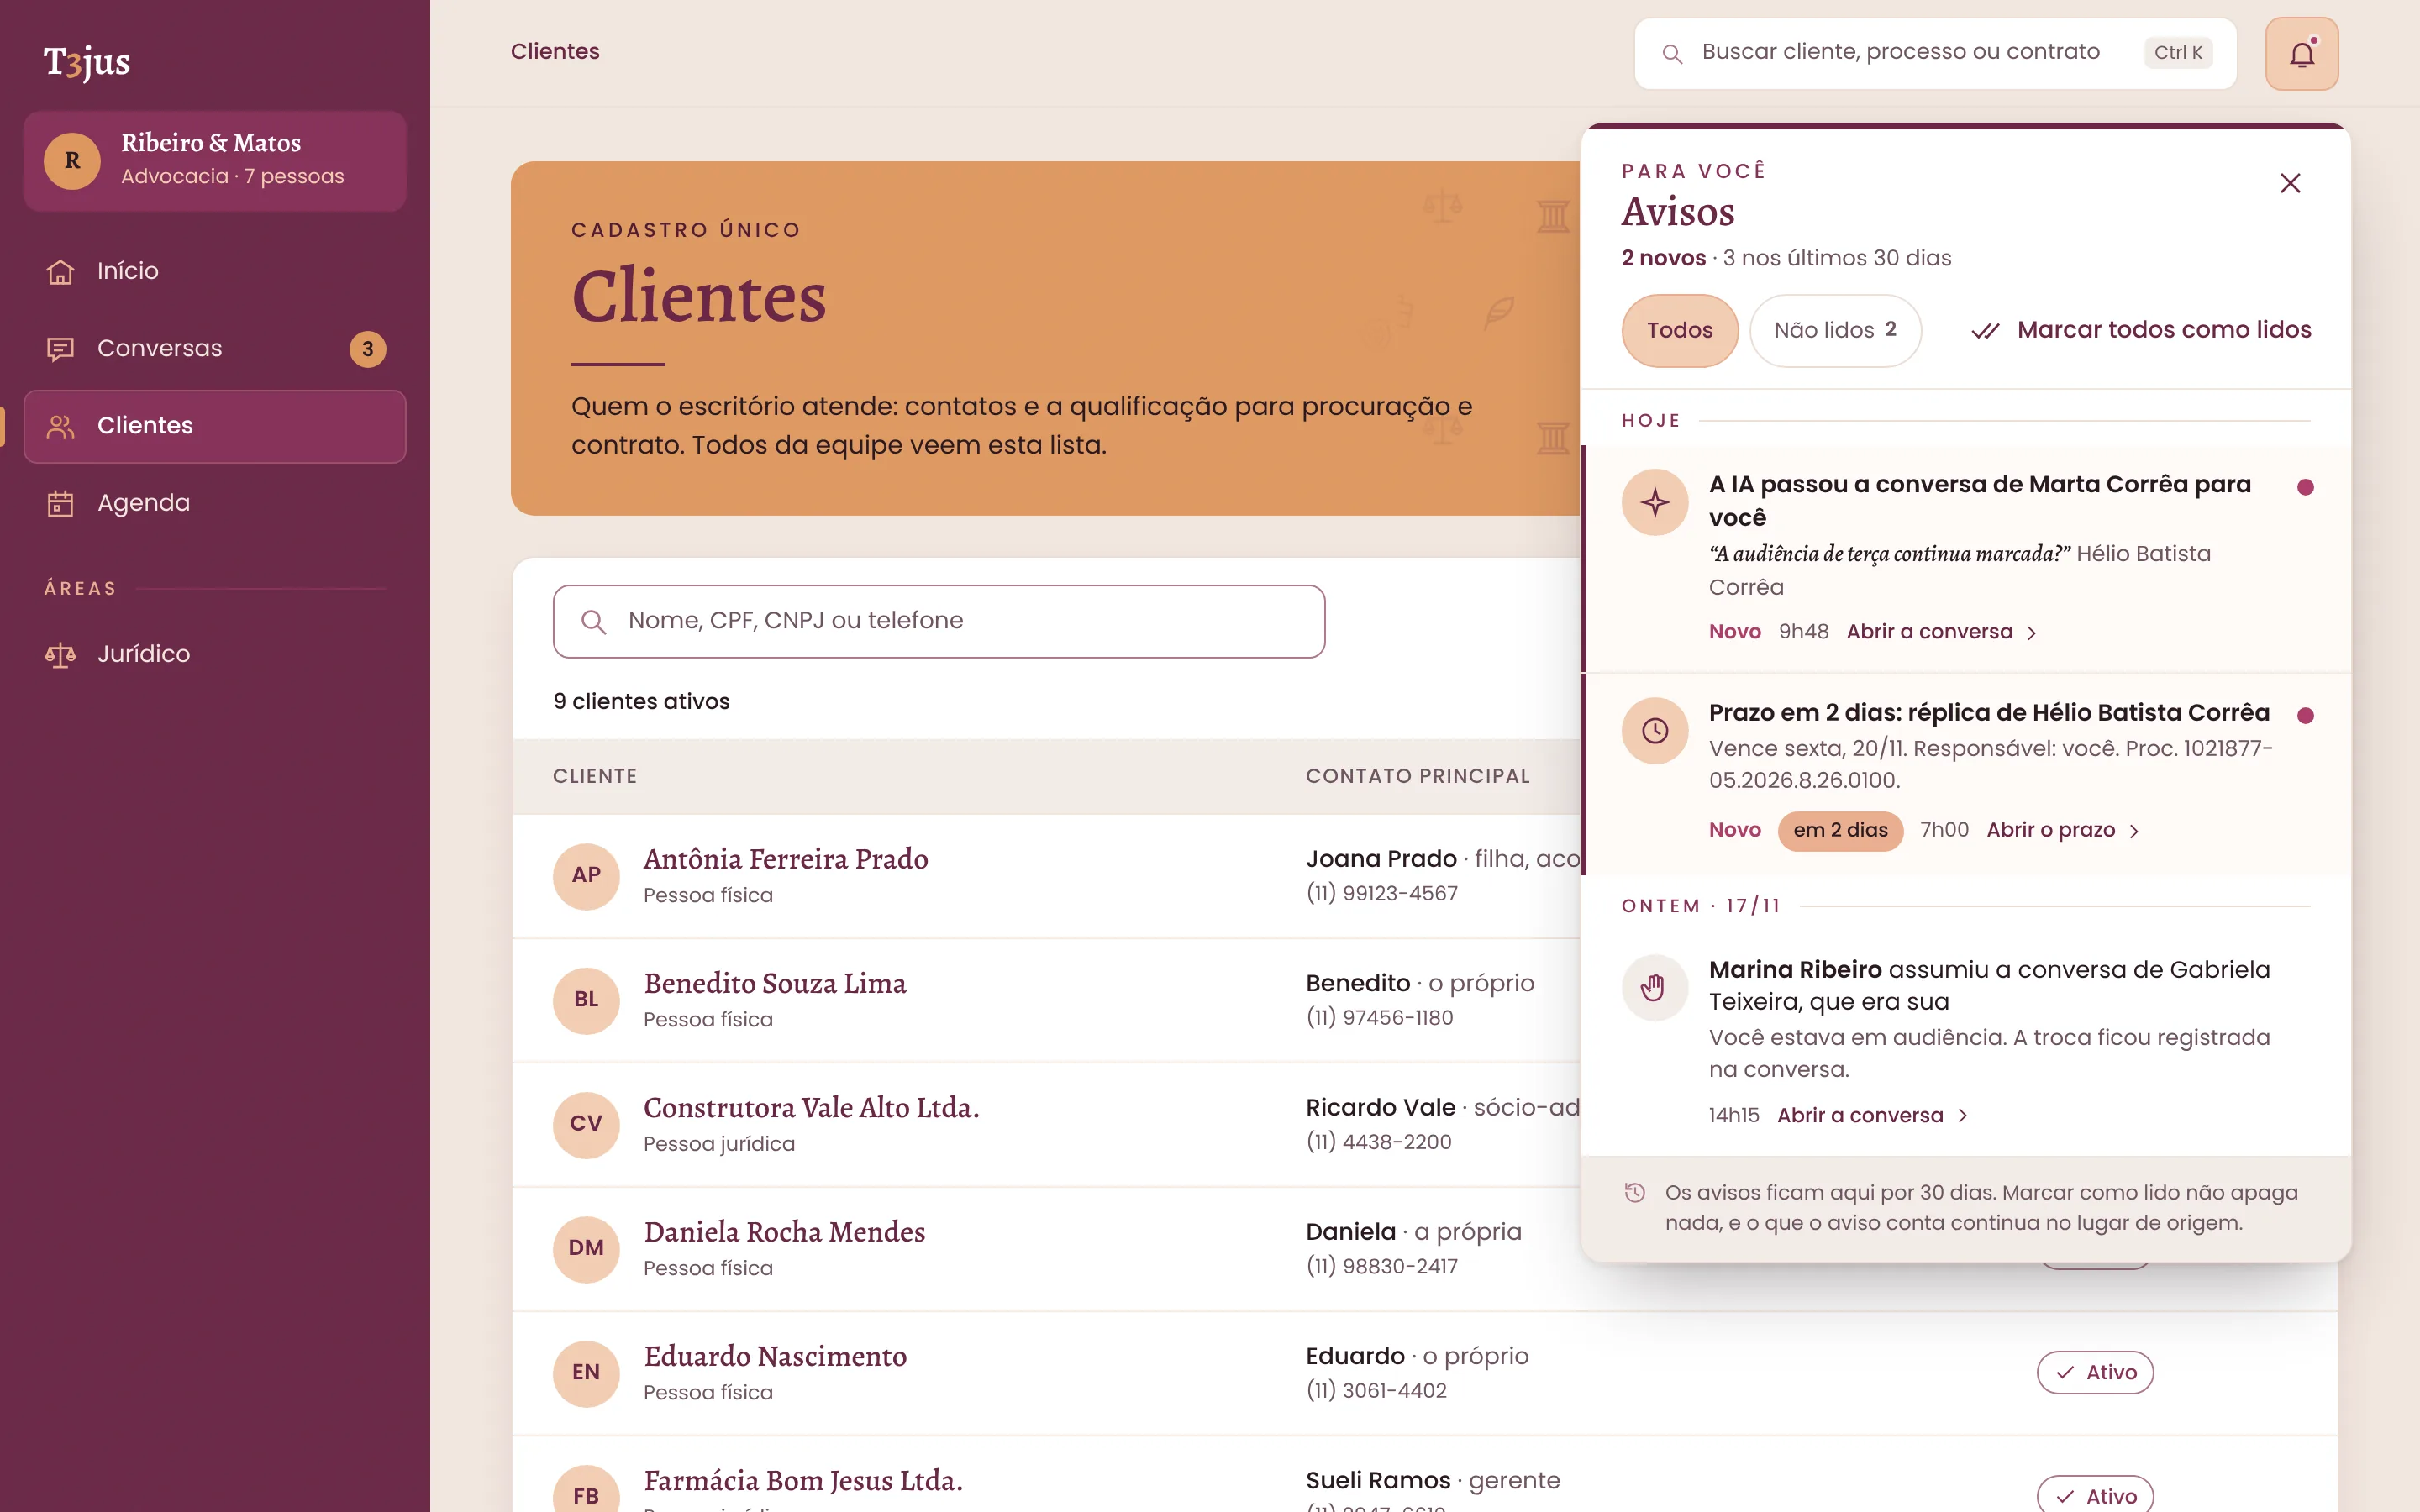 T3jus
R
Ribeiro & Matos
Advocacia · 7 pessoas
Início
Conversas
3
Clientes
Agenda
ÁREAS
Jurídico
Clientes
Buscar cliente, processo ou contrato
Ctrl K
CADASTRO ÚNICO
Clientes
Quem o escritório atende: contatos e a qualificação para procuração e
contrato. Todos da equipe veem esta lista.
Nome, CPF, CNPJ ou telefone
9 clientes ativos
CLIENTE
CONTATO PRINCIPAL
AP
Antônia Ferreira Prado
Pessoa física
Joana Prado · filha, aco
(11) 99123-4567
BL
Benedito Souza Lima
Pessoa física
Benedito · o próprio
(11) 97456-1180
CV
Construtora Vale Alto Ltda.
Pessoa jurídica
Ricardo Vale · sócio-ad
(11) 4438-2200
DM
Daniela Rocha Mendes
Pessoa física
Daniela · a própria
(11) 98830-2417
EN
Eduardo Nascimento
Pessoa física
Eduardo · o próprio
(11) 3061-4402
Ativo
FB
Farmácia Bom Jesus Ltda.
Sueli Ramos · gerente
Ativo
PARA VOCÊ
Avisos
2 novos · 3 nos últimos 30 dias
Todos
Não lidos 2
Marcar todos como lidos
HOJE
A IA passou a conversa de Marta Corrêa para
você
“A audiência de terça continua marcada?” Hélio Batista
Corrêa
Novo 9h48 Abrir a conversa
Prazo em 2 dias: réplica de Hélio Batista Corrêa
Vence sexta, 20/11. Responsável: você. Proc. 1021877-
05.2026.8.26.0100.
Novo em 2 dias 7h00 Abrir o prazo
ONTEM · 17/11
Marina Ribeiro assumiu a conversa de Gabriela
Teixeira, que era sua
Você estava em audiência. A troca ficou registrada
na conversa.
14h15 Abrir a conversa
Os avisos ficam aqui por 30 dias. Marcar como lido não apaga
nada, e o que o aviso conta continua no lugar de origem.